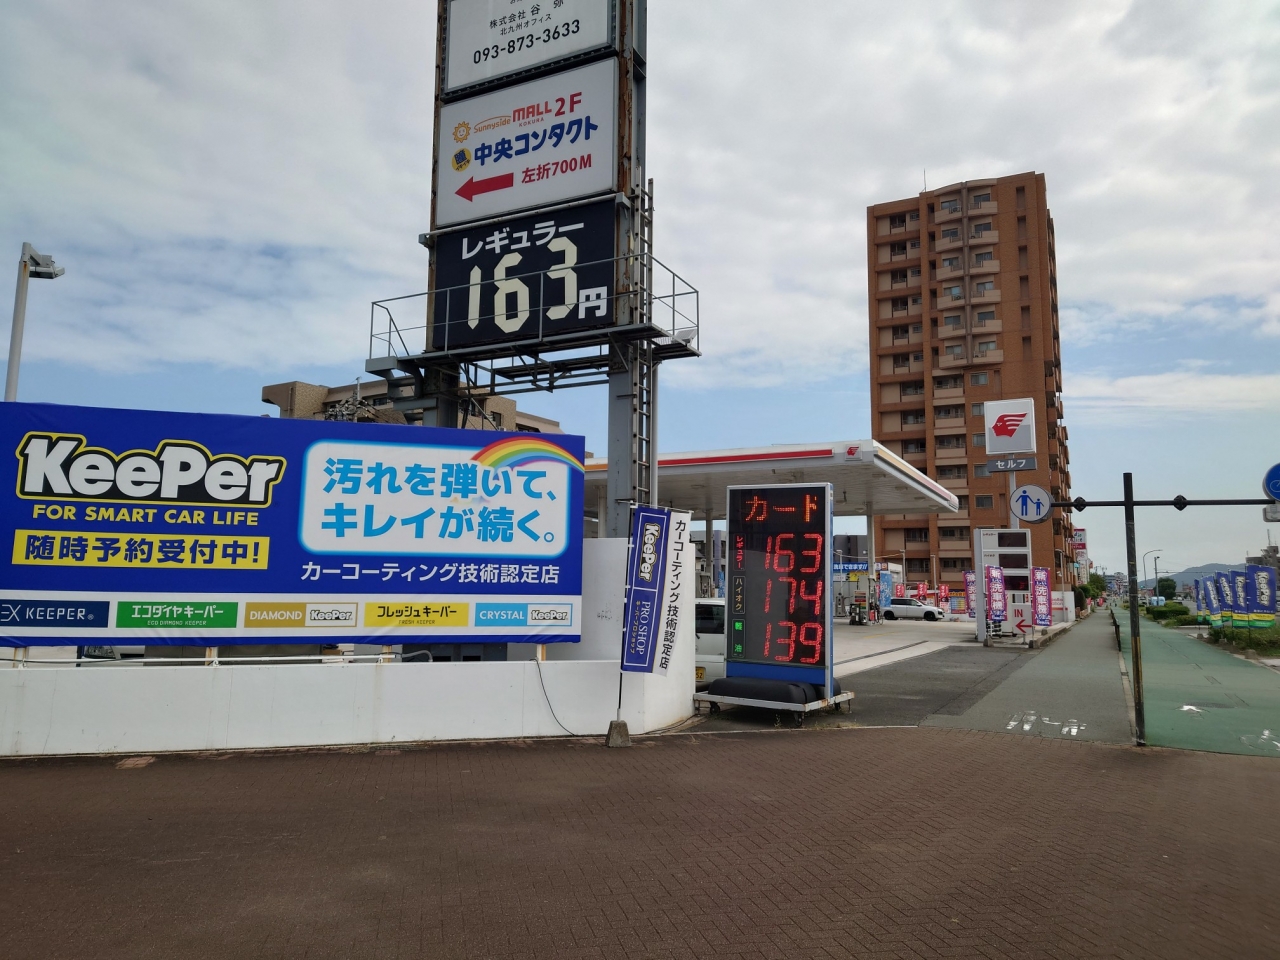 株式会社 谷 弥
北九州オフィス
093-873-3633
Sunnyside MALL 2F
KOKURA
中央コンタクト
左折700M
レギュラー
163円
KeePer
FOR SMART CAR LIFE
随時予約受付中!
汚れを弾いて、
キレイが続く。
カーコーティング技術認定店
EX KEEPER
エコダイヤキーパー
ECO DIAMOND KEEPER
DIAMOND KeePer
フレッシュキーパー
FRESH KEEPER
CRYSTAL KeePer
KeePer
PRO SHOP
カーコーティング技術認定店
カード
レギュラー
163
ハイオク
174
軽油
139
セルフ
IN